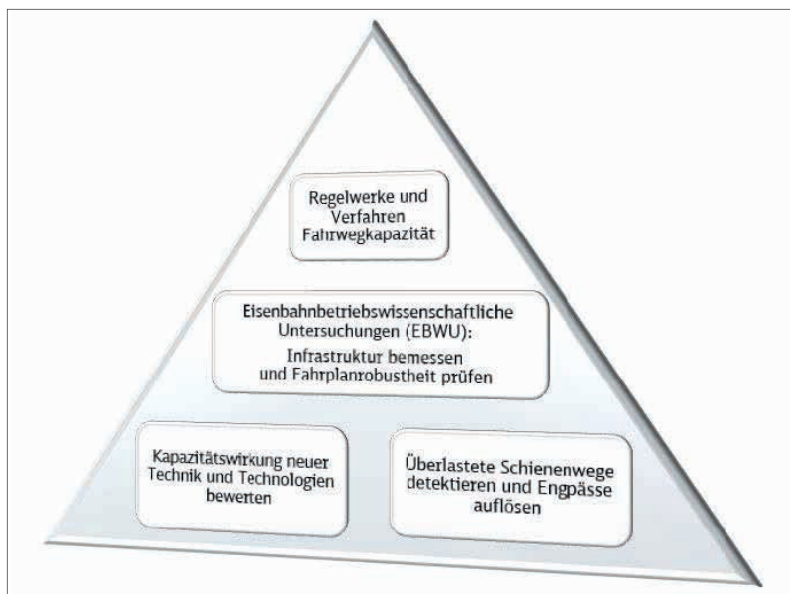 Regelwerke und
Verfahren
Fahrwegkapazität
Eisenbahnbetriebswissenschaftliche
Untersuchungen (EBWU):
Infrastruktur bemessen
und Fahrplanrobustheit prüfen
Kapazitätswirkung neuer
Technik und Technologien
bewerten
Überlastete Schienenwege
detektieren und Engpässe
auflösen